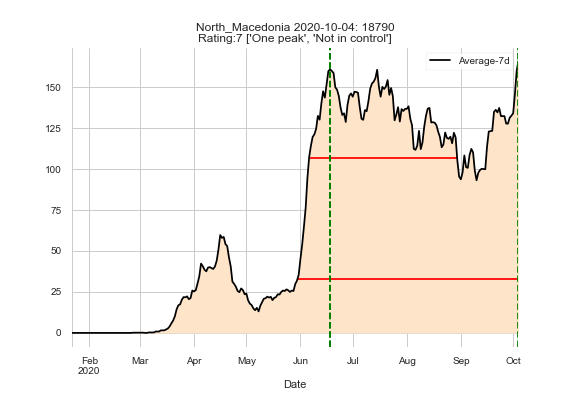 North_Macedonia 2020-10-04: 18790
Rating:7 ['One peak', 'Not in control']
Average-7d
150
125
100
75
50
25
0
Feb Mar Apr May Jun Jul Aug Sep Oct
2020
Date